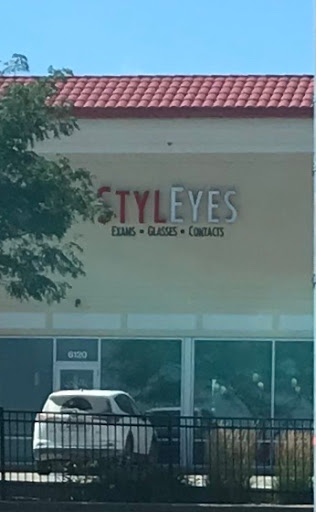 STYLEYES
EXAMS • GLASSES • CONTACTS
6120